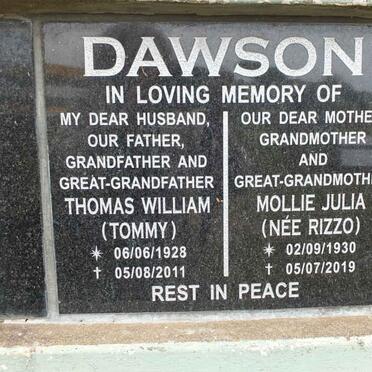 DAWSON
IN LOVING MEMORY OF
MY DEAR HUSBAND,
OUR FATHER,
GRANDFATHER AND
GREAT-GRANDFATHER
THOMAS WILLIAM
(TOMMY)
* 06/06/1928
† 05/08/2011
OUR DEAR MOTHE
GRANDMOTHER
AND
GREAT-GRANDMOTH
MOLLIE JULIA
(NÉE RIZZO)
* 02/09/1930
† 05/07/2019
REST IN PEACE